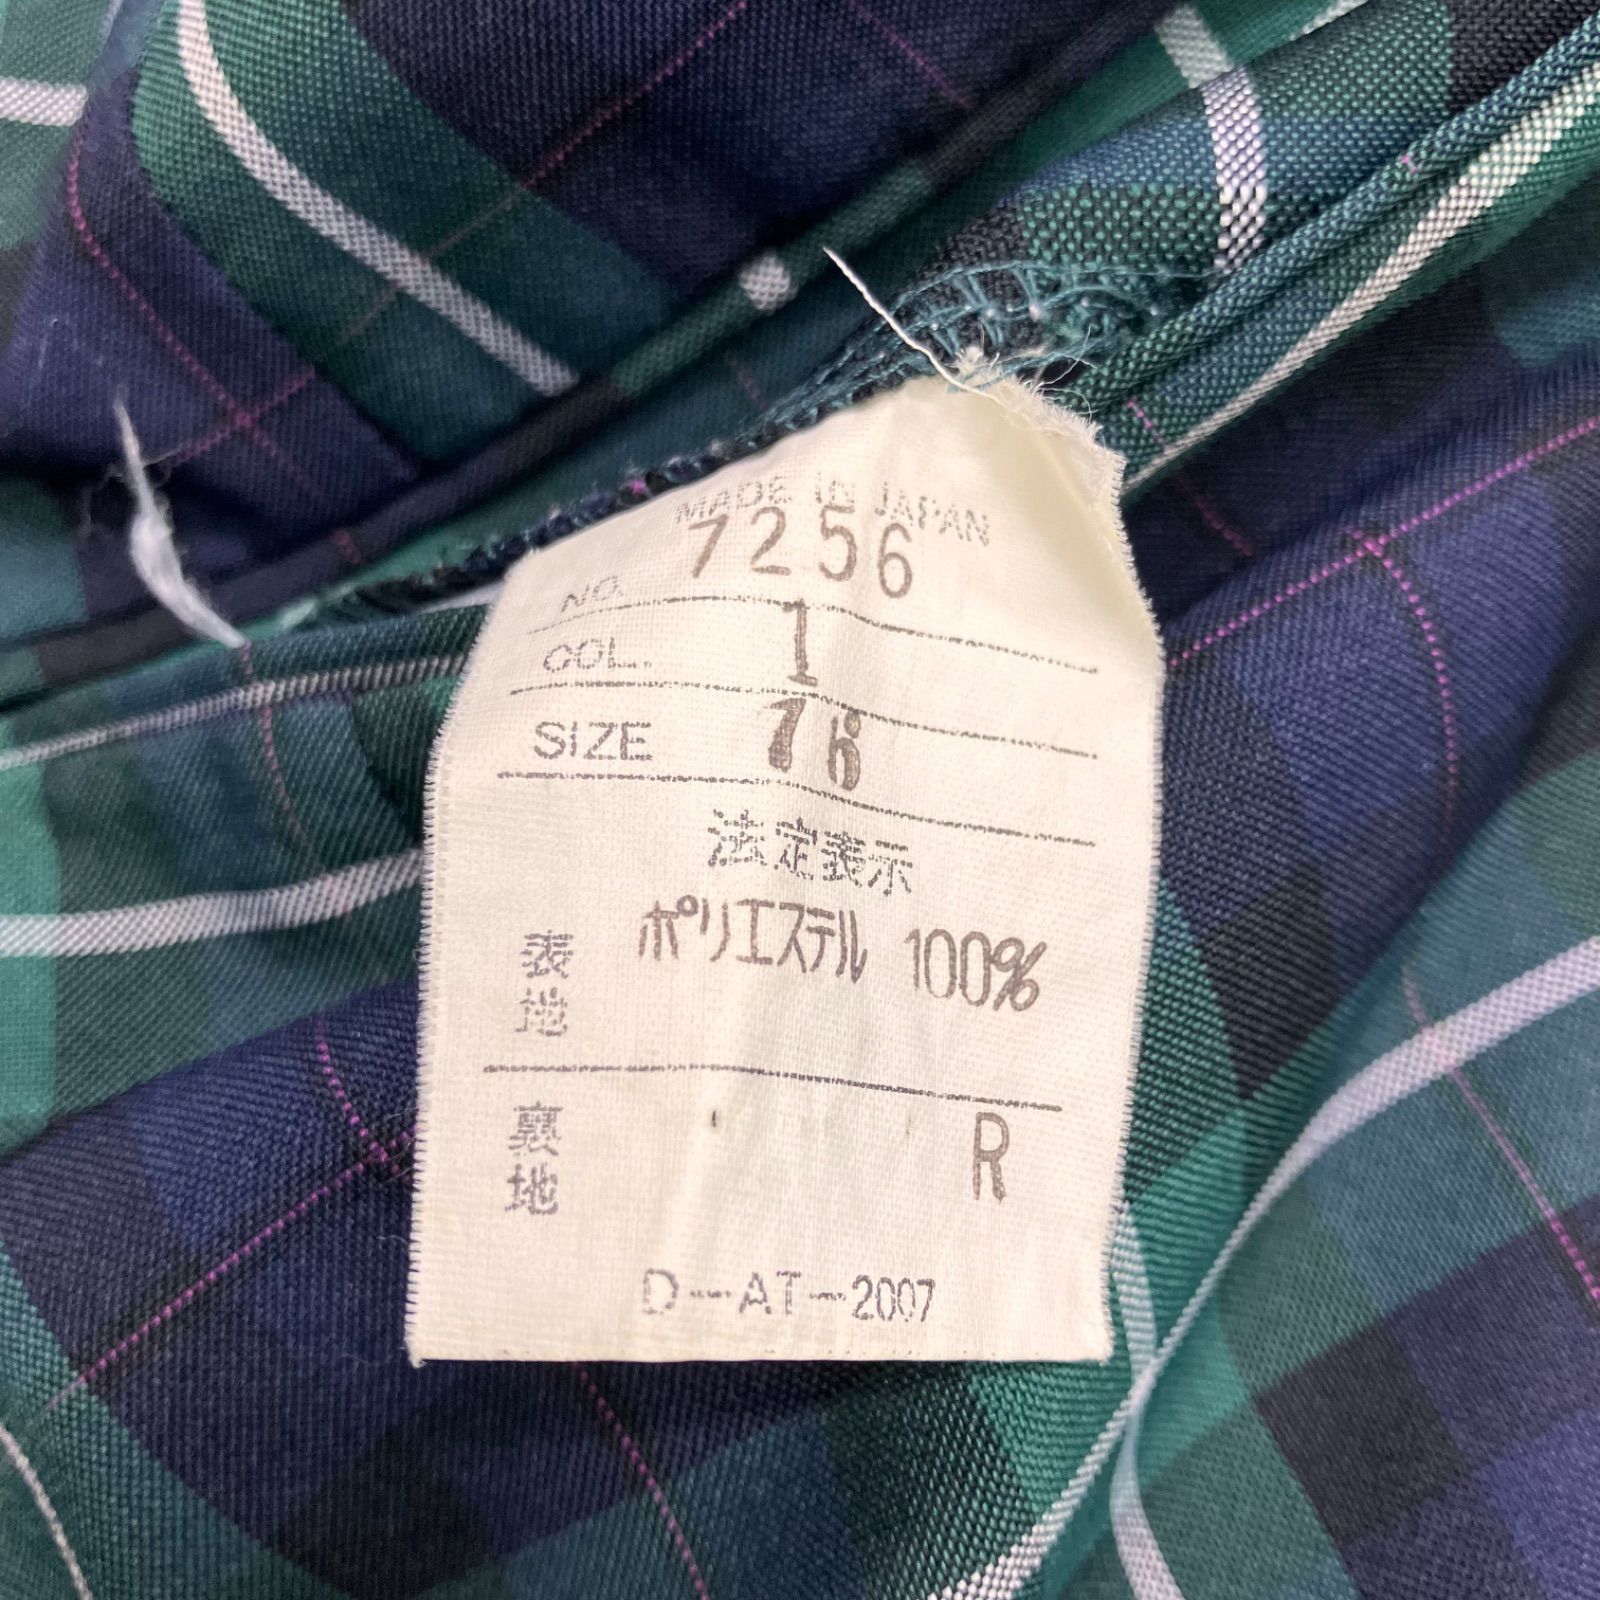 MADE in JAPAN
NO. 7256
COL. 1
SIZE 76
法定表示
表地 ポリエステル 100%
裏地 R
D-AT-2007